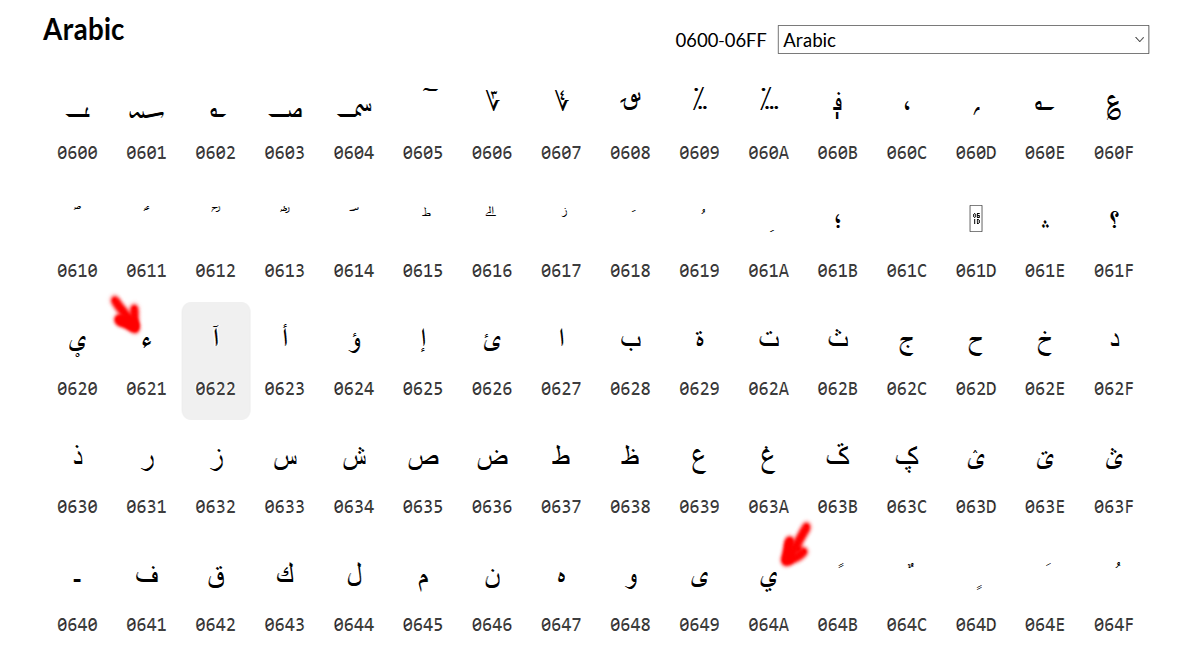 Arabic
0600-06FF Arabic
؀ ؁ ؂ ؃ ؄ ؅ ؆ ؇ ؈ ؉ ؊ ؋ ، ؍ ؎ ؏
0600 0601 0602 0603 0604 0605 0606 0607 0608 0609 060A 060B 060C 060D 060E 060F
ؐ ؑ ؒ ؓ ؔ ؕ ؖ ؗ ؘ ؙ ؚ ؛ 061D ؞ ؟
0610 0611 0612 0613 0614 0615 0616 0617 0618 0619 061A 061B 061C 061D 061E 061F
ؠ ء آ أ ؤ إ ئ ا ب ة ت ث ج ح خ د
0620 0621 0622 0623 0624 0625 0626 0627 0628 0629 062A 062B 062C 062D 062E 062F
ذ ر ز س ش ص ض ط ظ ع غ ػ ؼ ؽ ؾ ؿ
0630 0631 0632 0633 0634 0635 0636 0637 0638 0639 063A 063B 063C 063D 063E 063F
ـ ف ق ك ل م ن ه و ى ي ً ٌ ٍ َ ُ
0640 0641 0642 0643 0644 0645 0646 0647 0648 0649 064A 064B 064C 064D 064E 064F